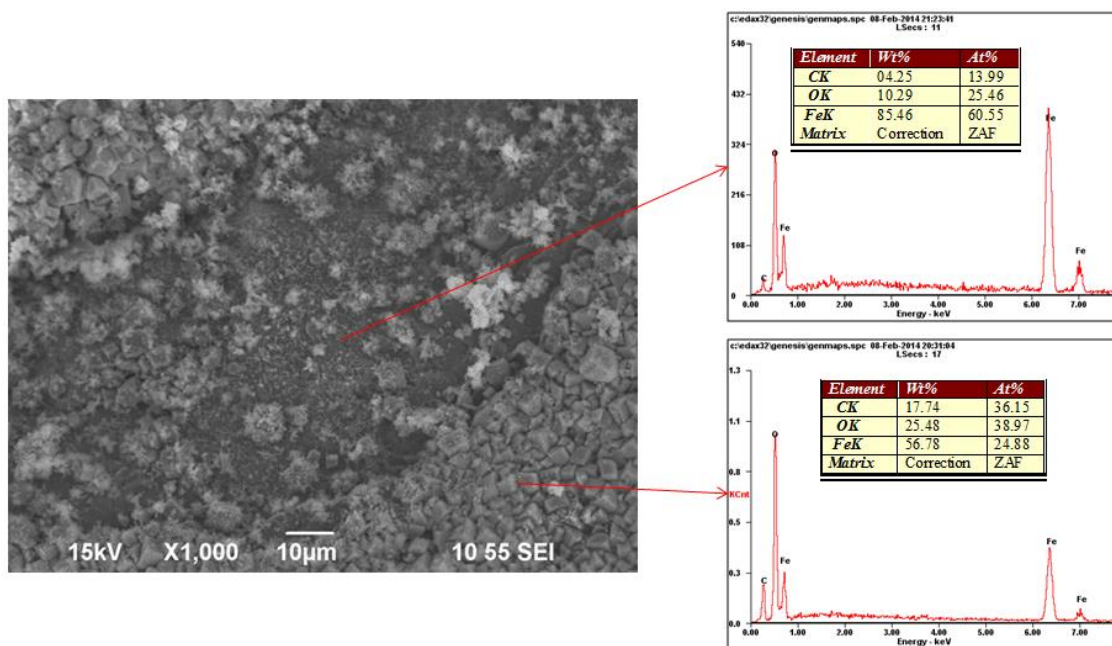 15kV X1,000 10µm 10 55 SEI
c:\edax32\genesis\genmaps.spc 08-Feb-2014 21:23:41
LSecs : 11
Element Wt% At%
CK 04.25 13.99
OK 10.29 25.46
FeK 85.46 60.55
Matrix Correction ZAF
540
432
324
216
108
0
C
O
Fe
Fe
Fe
0.00 1.00 2.00 3.00 4.00 5.00 6.00 7.00
Energy - keV
c:\edax32\genesis\genmaps.spc 08-Feb-2014 20:31:04
LSecs : 17
Element Wt% At%
CK 17.74 36.15
OK 25.48 38.97
FeK 56.78 24.88
Matrix Correction ZAF
1.3
1.1
0.8
KCnt
0.5
0.3
0.0
C
O
Fe
Fe
Fe
0.00 1.00 2.00 3.00 4.00 5.00 6.00 7.00
Energy - keV